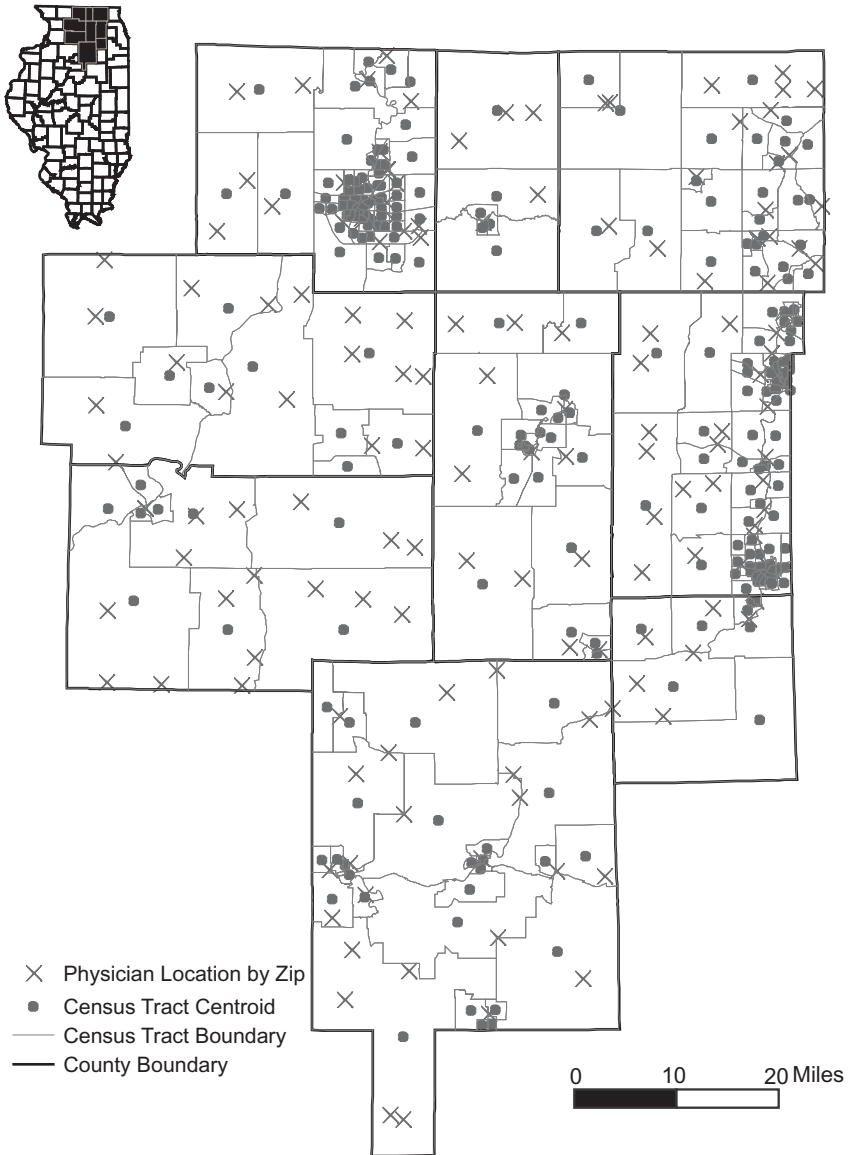 Physician Location by Zip
Census Tract Centroid
Census Tract Boundary
County Boundary
0 10 20 Miles